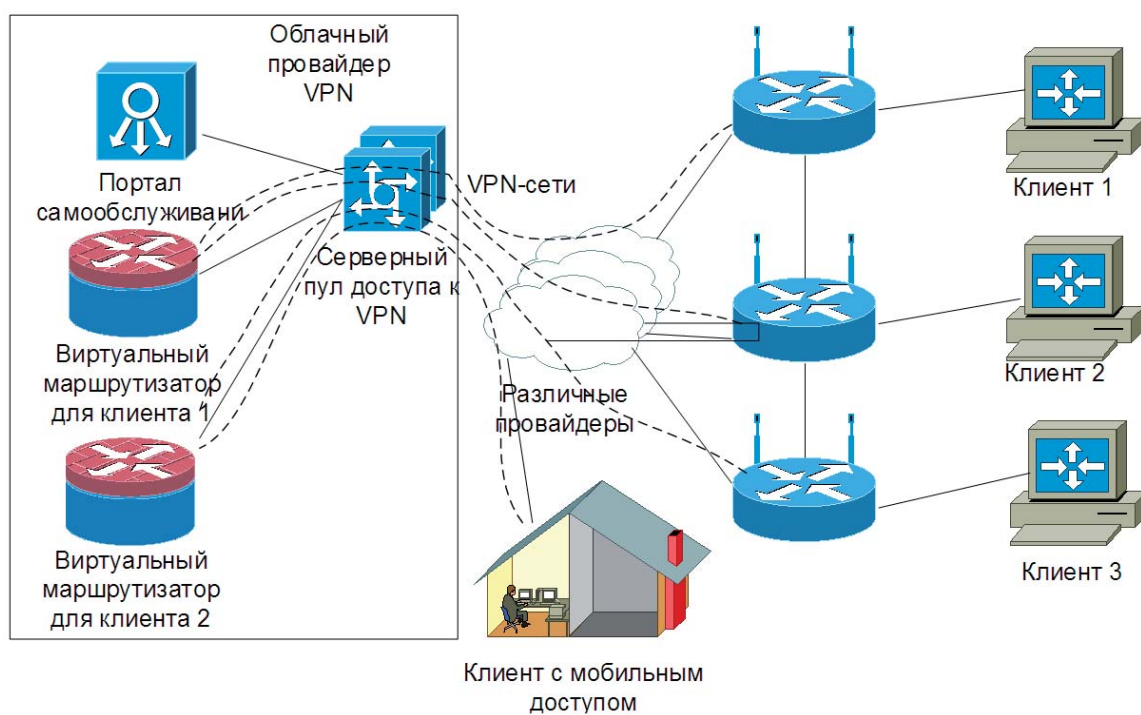 Облачный
провайдер
VPN
Портал
самообслуживани
Серверный
пул доступа к
VPN
Виртуальный
маршрутизатор
для клиента 1
Виртуальный
маршрутизатор
для клиента 2
VPN-сети
Различные
провайдеры
Клиент с мобильным
доступом
Клиент 1
Клиент 2
Клиент 3